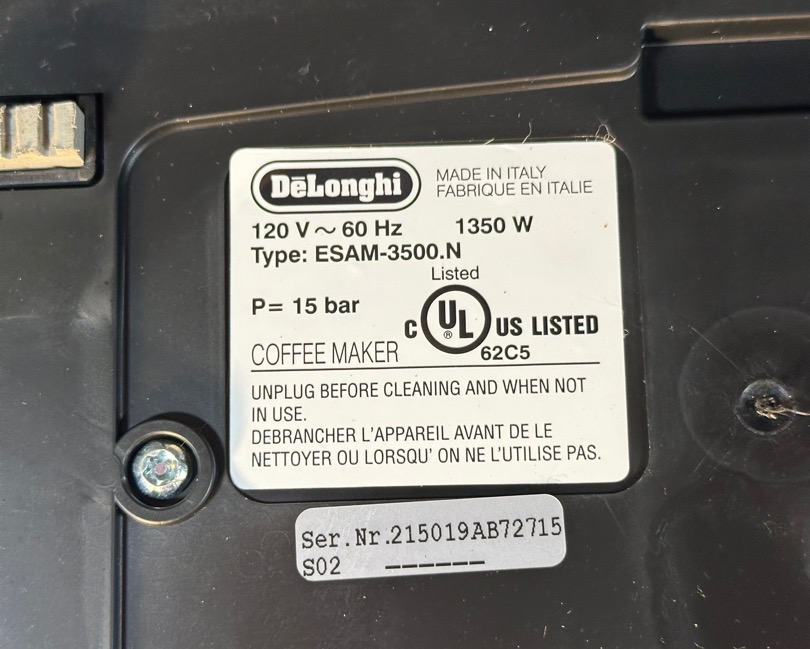 DēLonghi
MADE IN ITALY
FABRIQUE EN ITALIE
120 V ~ 60 Hz 1350 W
Type: ESAM-3500.N
Listed
P= 15 bar
C UL ® US LISTED
COFFEE MAKER 62C5
UNPLUG BEFORE CLEANING AND WHEN NOT
IN USE.
DEBRANCHER L'APPAREIL AVANT DE LE
NETTOYER OU LORSQU' ON NE L'UTILISE PAS.
Ser.Nr.215019AB72715
S02 ______